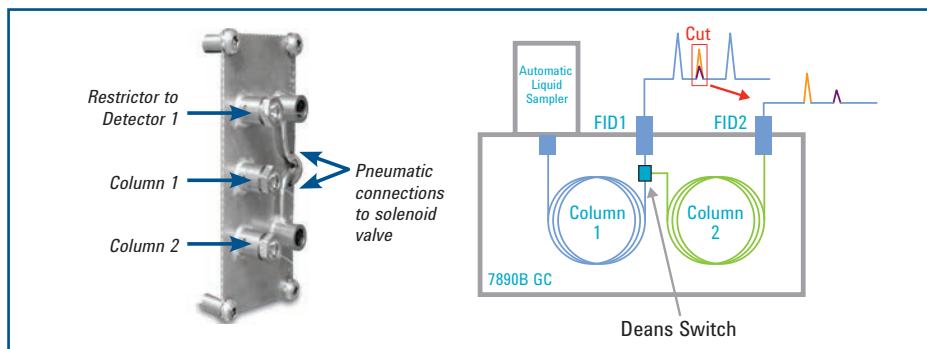 Restrictor to
Detector 1
Column 1
Column 2
Pneumatic
connections
to solenoid
valve
Automatic
Liquid
Sampler
Cut
FID1
FID2
Column
1
Column
2
7890B GC
Deans Switch